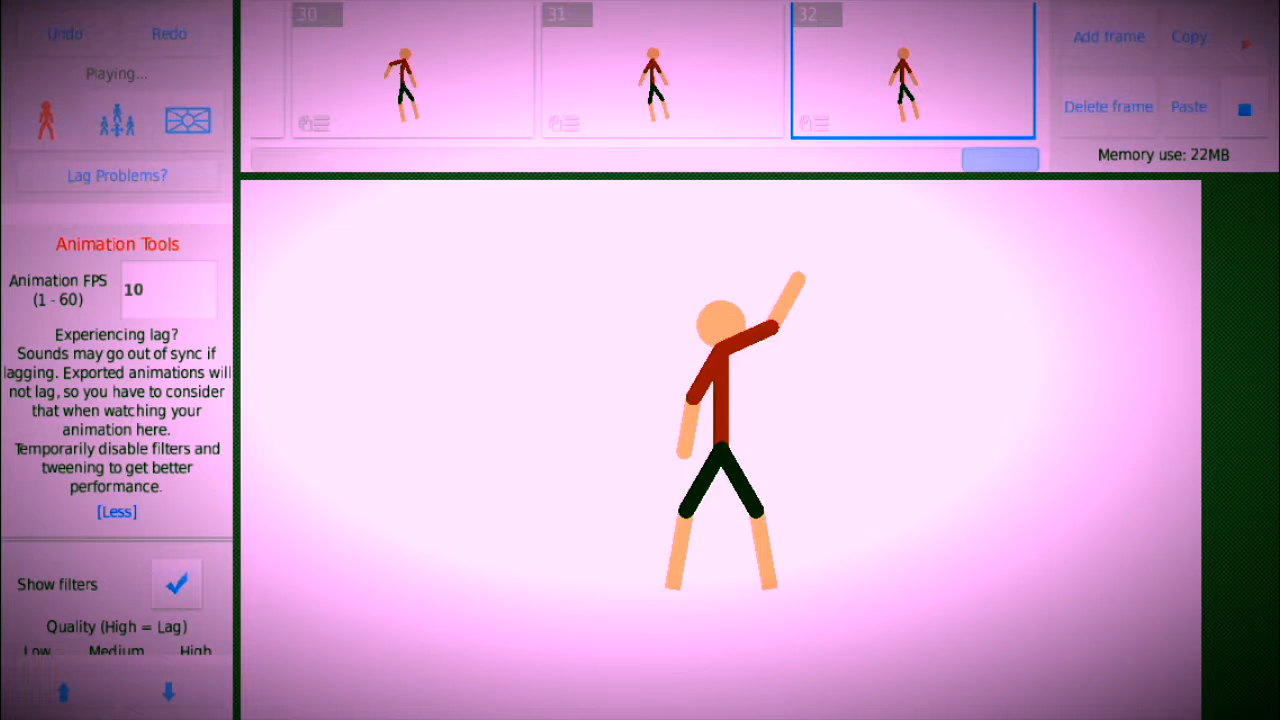 Undo Redo
Playing...
Lag Problems?
Animation Tools
Animation FPS
(1 - 60)
10
Experiencing lag?
Sounds may go out of sync if
lagging. Exported animations will
not lag, so you have to consider
that when watching your
animation here.
Temporarily disable filters and
tweening to get better
performance.
[Less]
Show filters
Quality (High = Lag)
Low Medium High
30 31 32
Add frame Copy
Delete frame Paste
Memory use: 22MB